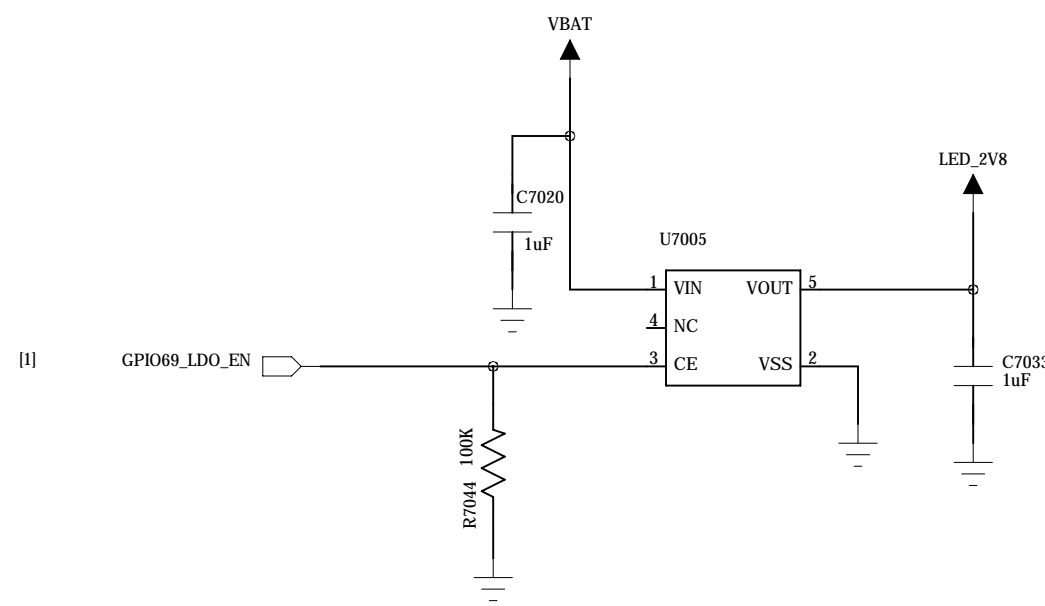 VBAT
LED_2V8
C7020
1uF
U7005
1 VIN VOUT 5
4 NC
[1] GPIO69_LDO_EN 3 CE VSS 2
C7033
1uF
100K
R7044